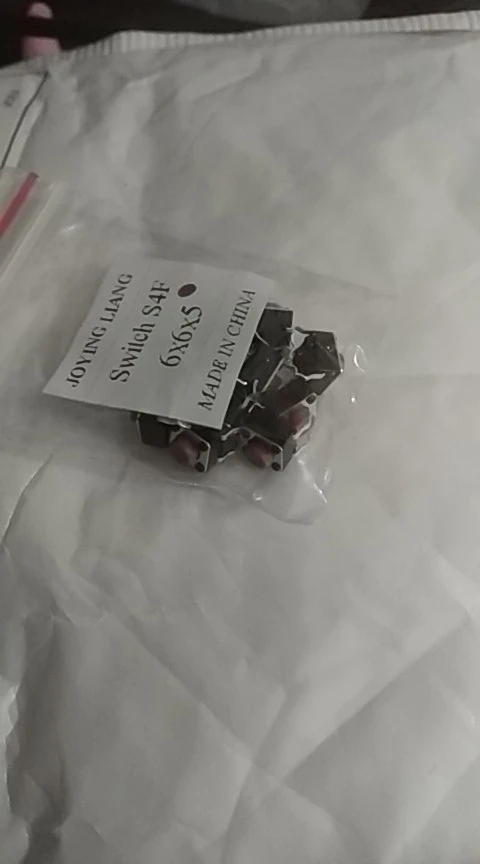 JOYING LIANG
Switch S4F
6x6x5
MADE IN CHINA